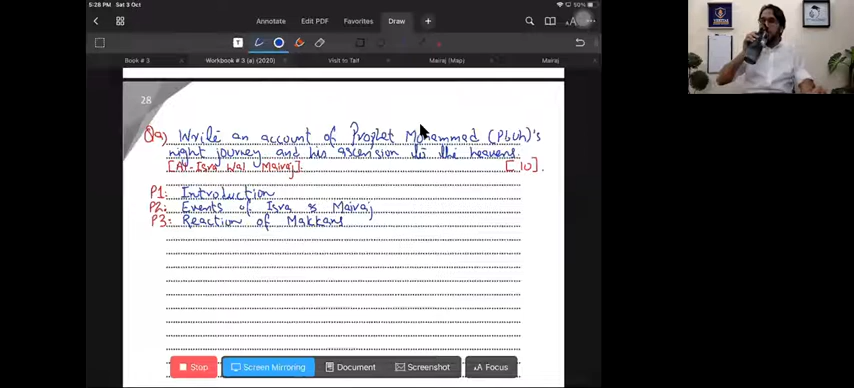 5:28 PM Sat 3 Oct
50%
Annotate Edit PDF Favorites Draw
Book # 3 Workbook # 3 (a) (2020) Visit to Taif Mairaj (Map) Mairaj
28
Qa) Write an account of Prophet Mohammad (Pbuh)'s
night journey and his ascension to the heavens
[Al-Isra Wal Mairaj]. [10].
P1: Introduction
P2: Events of Isra & Mairaj
P3: Reaction of Makkans
Stop Screen Mirroring Document Screenshot Focus